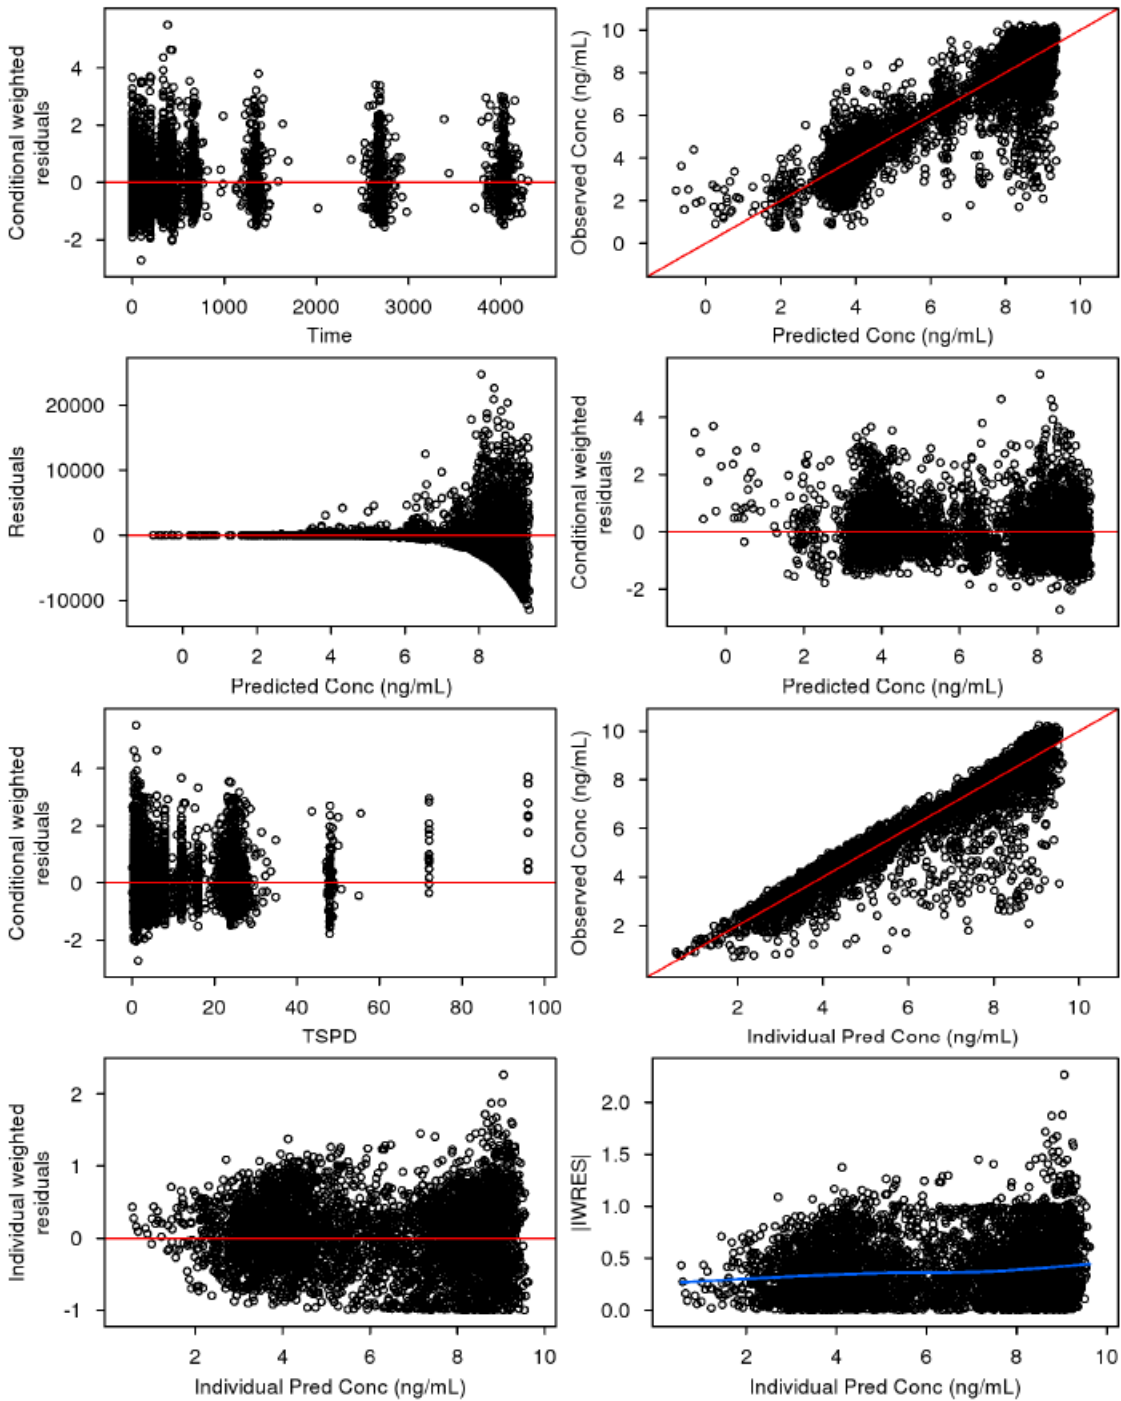 Conditional weighted
residuals
4
2
0
-2
0 1000 2000 3000 4000
Time
Observed Conc (ng/mL)
10
8
6
4
2
0
0 2 4 6 8 10
Predicted Conc (ng/mL)
Residuals
20000
10000
0
-10000
0 2 4 6 8
Predicted Conc (ng/mL)
Conditional weighted
residuals
4
2
0
-2
0 2 4 6 8
Predicted Conc (ng/mL)
Conditional weighted
residuals
4
2
0
-2
0 20 40 60 80 100
TSPD
Observed Conc (ng/mL)
10
8
6
4
2
2 4 6 8 10
Individual Pred Conc (ng/mL)
Individual weighted
residuals
2
1
0
-1
2 4 6 8 10
Individual Pred Conc (ng/mL)
|IWRES|
2.0
1.5
1.0
0.5
0.0
2 4 6 8 10
Individual Pred Conc (ng/mL)